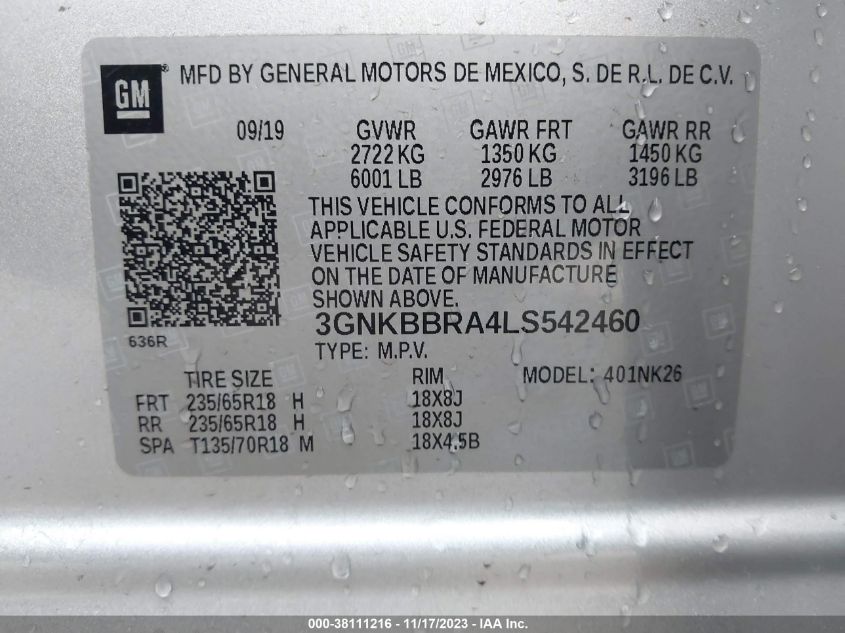 GM® MFD BY GENERAL MOTORS DE MEXICO, S. DE R.L. DE C.V.
09/19 GVWR GAWR FRT GAWR RR
2722 KG 1350 KG 1450 KG
6001 LB 2976 LB 3196 LB
THIS VEHICLE CONFORMS TO ALL
APPLICABLE U.S. FEDERAL MOTOR
VEHICLE SAFETY STANDARDS IN EFFECT
ON THE DATE OF MANUFACTURE
SHOWN ABOVE.
3GNKBBRA4LS542460
636R
TYPE: M.P.V.
TIRE SIZE RIM MODEL: 401NK26
FRT 235/65R18 H 18X8J
RR 235/65R18 H 18X8J
SPA T135/70R18 M 18X4.5B
000-38111216 - 11/17/2023 - IAA Inc.